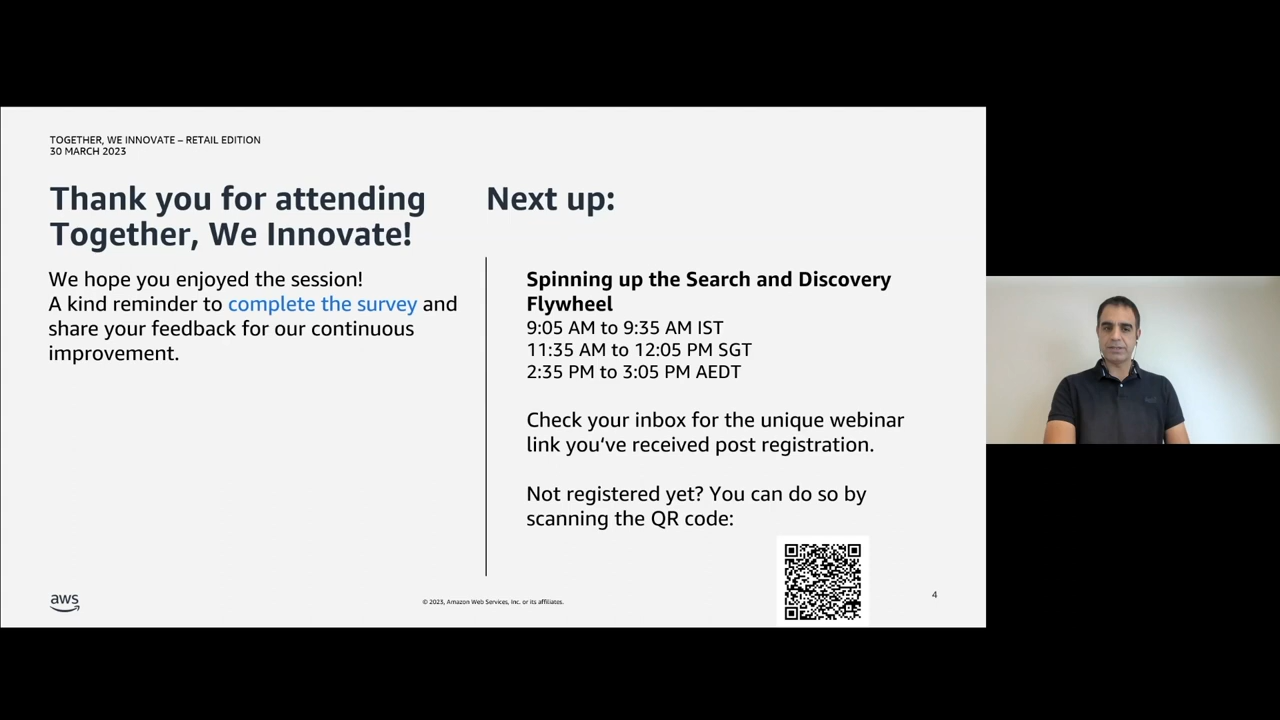 TOGETHER, WE INNOVATE – RETAIL EDITION
30 MARCH 2023
Thank you for attending
Together, We Innovate!
We hope you enjoyed the session!
A kind reminder to complete the survey and
share your feedback for our continuous
improvement.
Next up:
Spinning up the Search and Discovery
Flywheel
9:05 AM to 9:35 AM IST
11:35 AM to 12:05 PM SGT
2:35 PM to 3:05 PM AEDT
Check your inbox for the unique webinar
link you‘ve received post registration.
Not registered yet? You can do so by
scanning the QR code:
aws
© 2023, Amazon Web Services, Inc. or its affiliates.
4